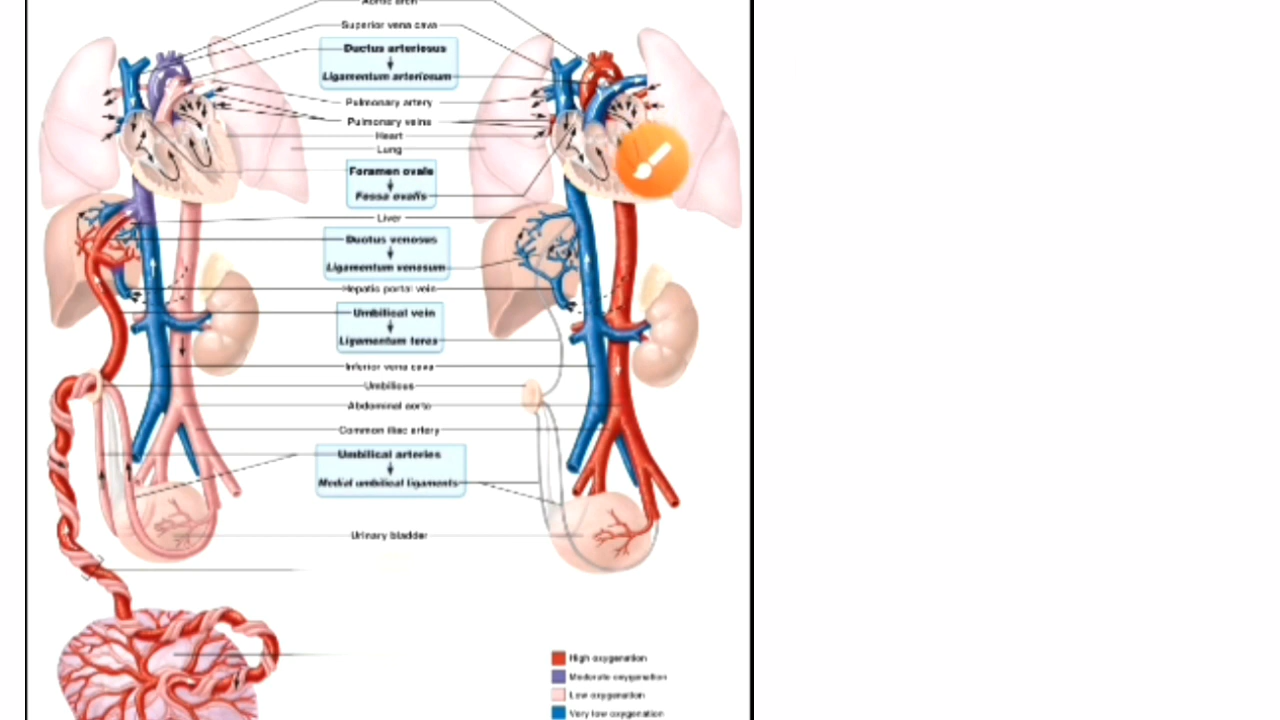 Aortic arch
Superior vena cava
Ductus arteriosus
Ligamentum arteriosum
Pulmonary artery
Pulmonary veins
Heart
Lung
Foramen ovale
Fossa ovalis
Liver
Ductus venosus
Ligamentum venosum
Hepatic portal vein
Umbilical vein
Ligamentum teres
Inferior vena cava
Umbilicus
Abdominal aorta
Common iliac artery
Umbilical arteries
Medial umbilical ligaments
Urinary bladder
High oxygenation
Moderate oxygenation
Low oxygenation
Very low oxygenation